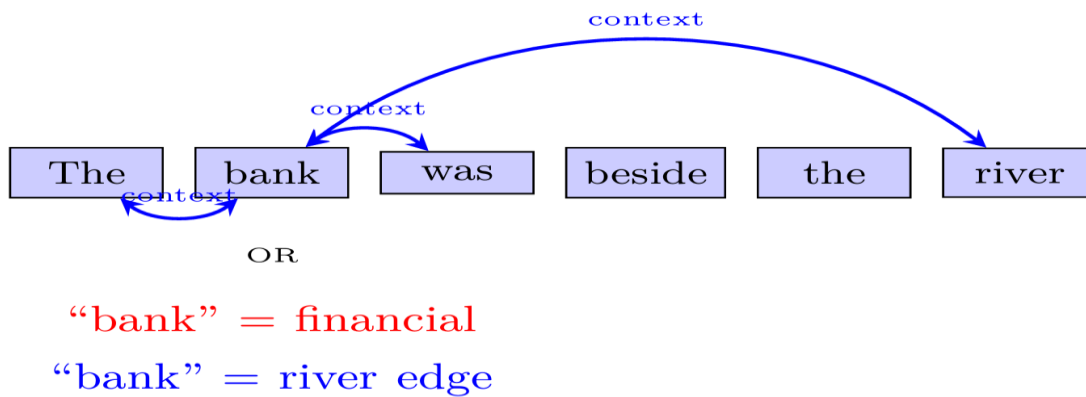 context
context
The bank was beside the river
context
OR
“bank” = financial
“bank” = river edge